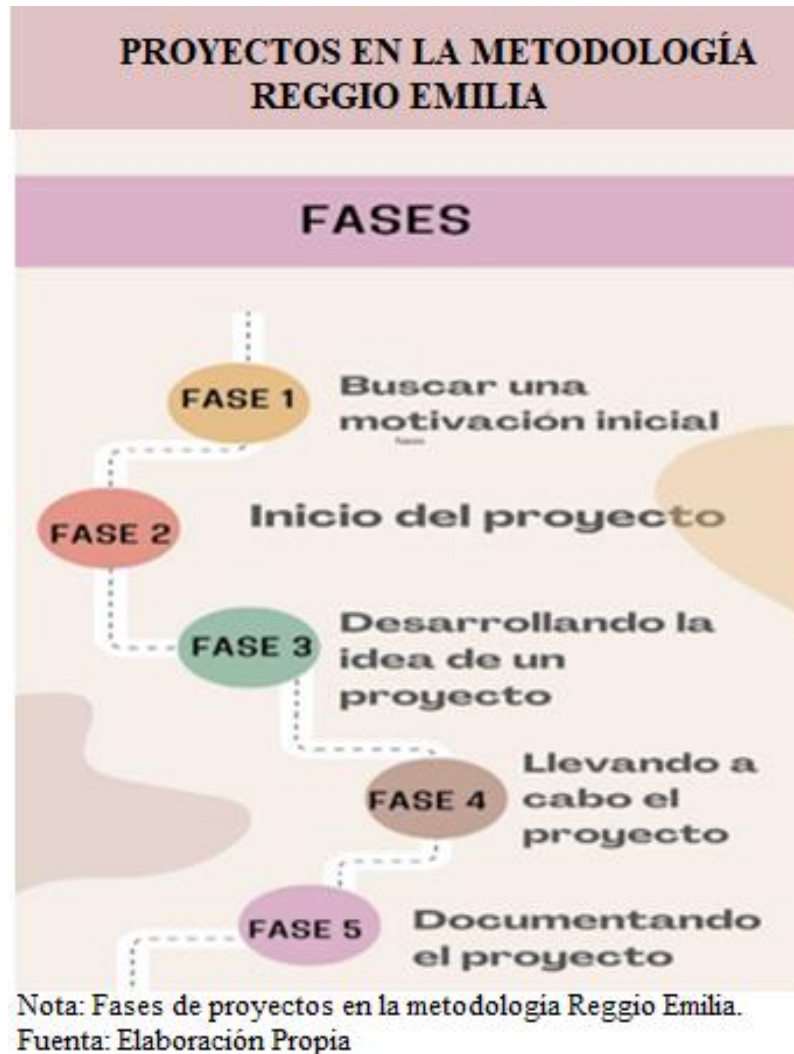 PROYECTOS EN LA METODOLOGÍA
REGGIO EMILIA
FASES
FASE 1
Buscar una
motivación inicial
FASE 2
Inicio del proyecto
FASE 3
Desarrollando la
idea de un
proyecto
FASE 4
Llevando a
cabo el
proyecto
FASE 5
Documentando
el proyecto
Nota: Fases de proyectos en la metodología Reggio Emilia.
Fuenta: Elaboración Propia